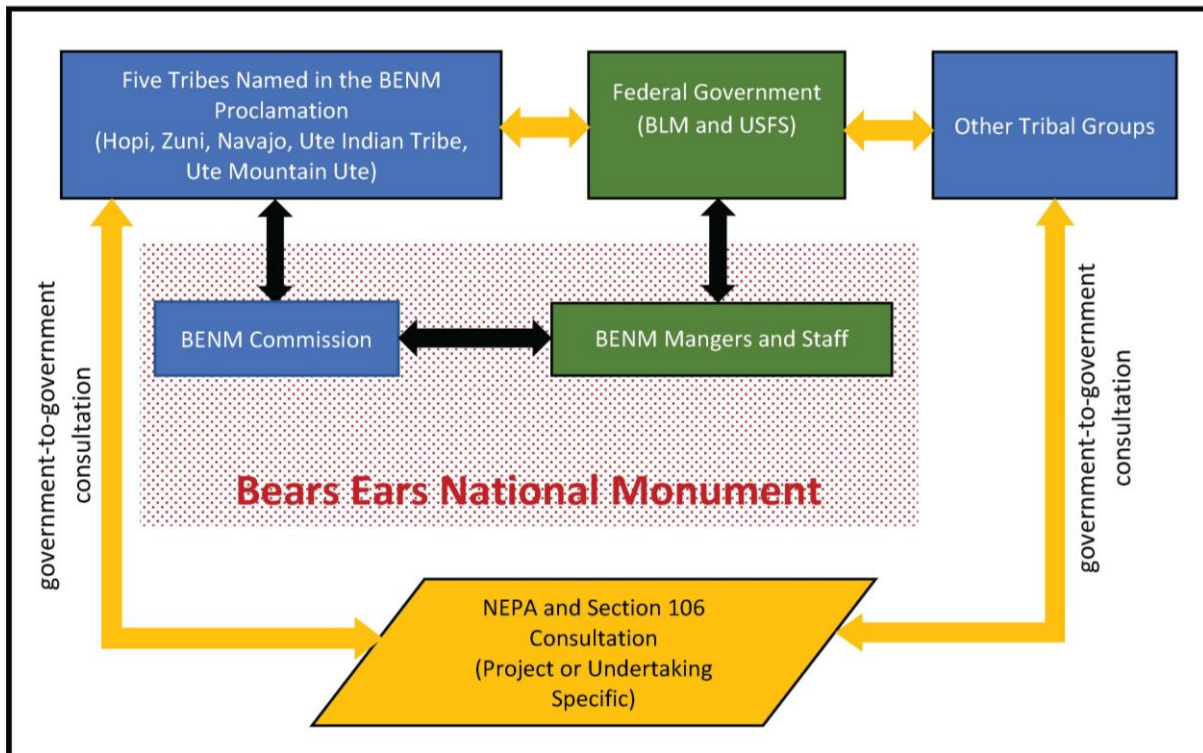 Five Tribes Named in the BENM
Proclamation
(Hopi, Zuni, Navajo, Ute Indian Tribe,
Ute Mountain Ute)
Federal Government
(BLM and USFS)
Other Tribal Groups
BENM Commission
BENM Mangers and Staff
Bears Ears National Monument
government-to-government
consultation
government-to-government
consultation
NEPA and Section 106
Consultation
(Project or Undertaking
Specific)